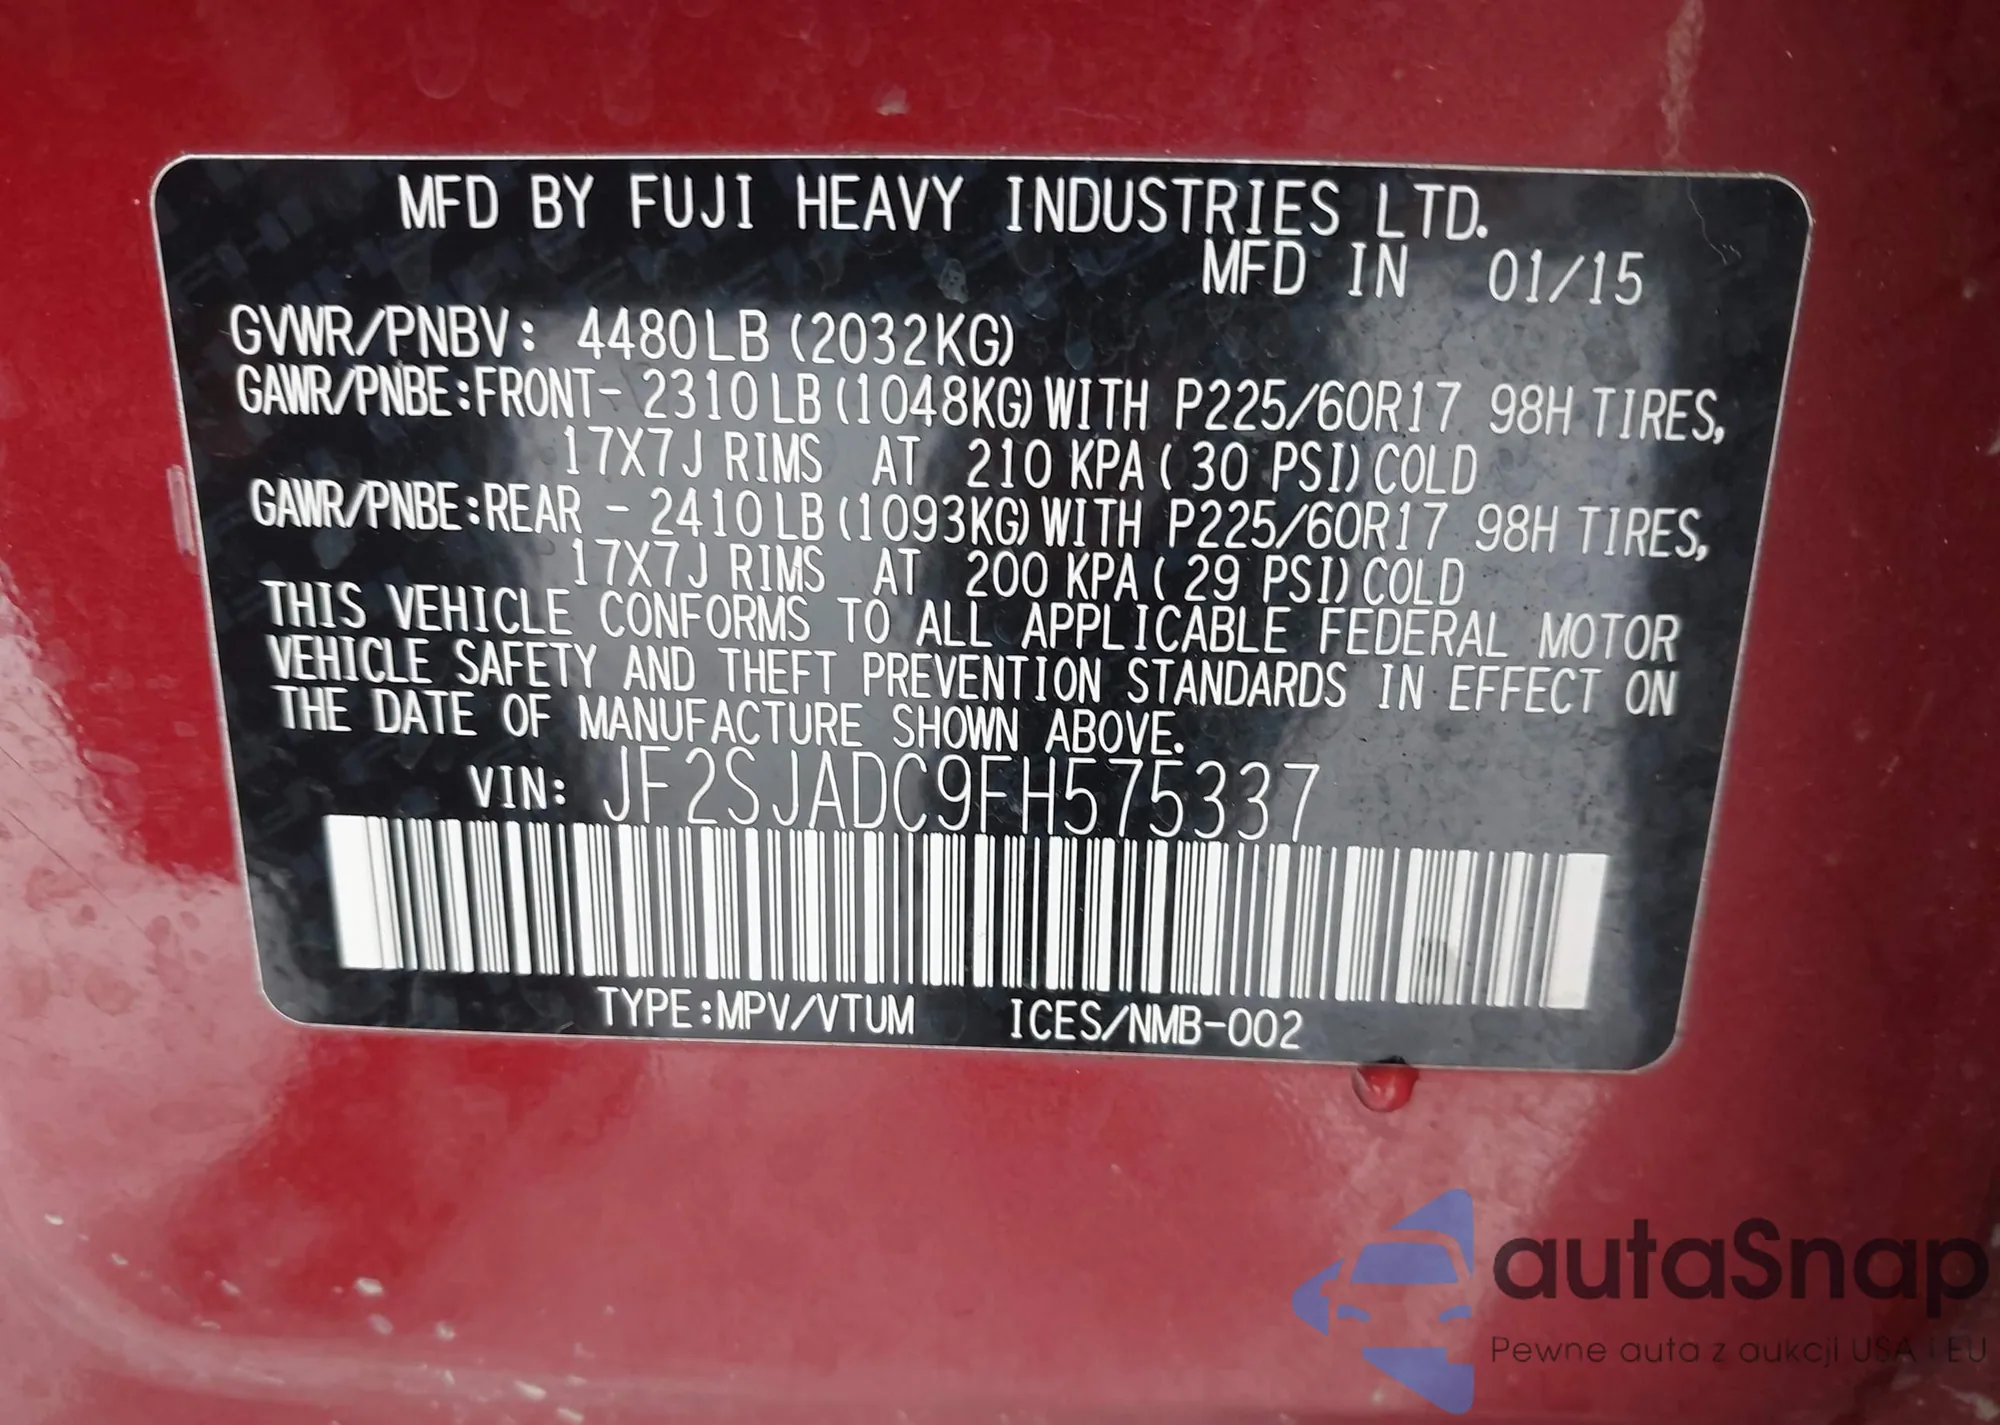 MFD BY FUJI HEAVY INDUSTRIES LTD.
MFD IN 01/15
GVWR/PNBV: 4480LB (2032KG)
GAWR/PNBE:FRONT- 2310LB (1048KG) WITH P225/60R17 98H TIRES,
17X7J RIMS AT 210 KPA ( 30 PSI) COLD
GAWR/PNBE:REAR - 2410LB (1093KG) WITH P225/60R17 98H TIRES,
17X7J RIMS AT 200 KPA ( 29 PSI) COLD
THIS VEHICLE CONFORMS TO ALL APPLICABLE FEDERAL MOTOR
VEHICLE SAFETY AND THEFT PREVENTION STANDARDS IN EFFECT ON
THE DATE OF MANUFACTURE SHOWN ABOVE.
VIN: JF2SJADC9FH575337
TYPE:MPV/VTUM ICES/NMB-002
autaSnap
Pewne auta z aukcji USA i EU